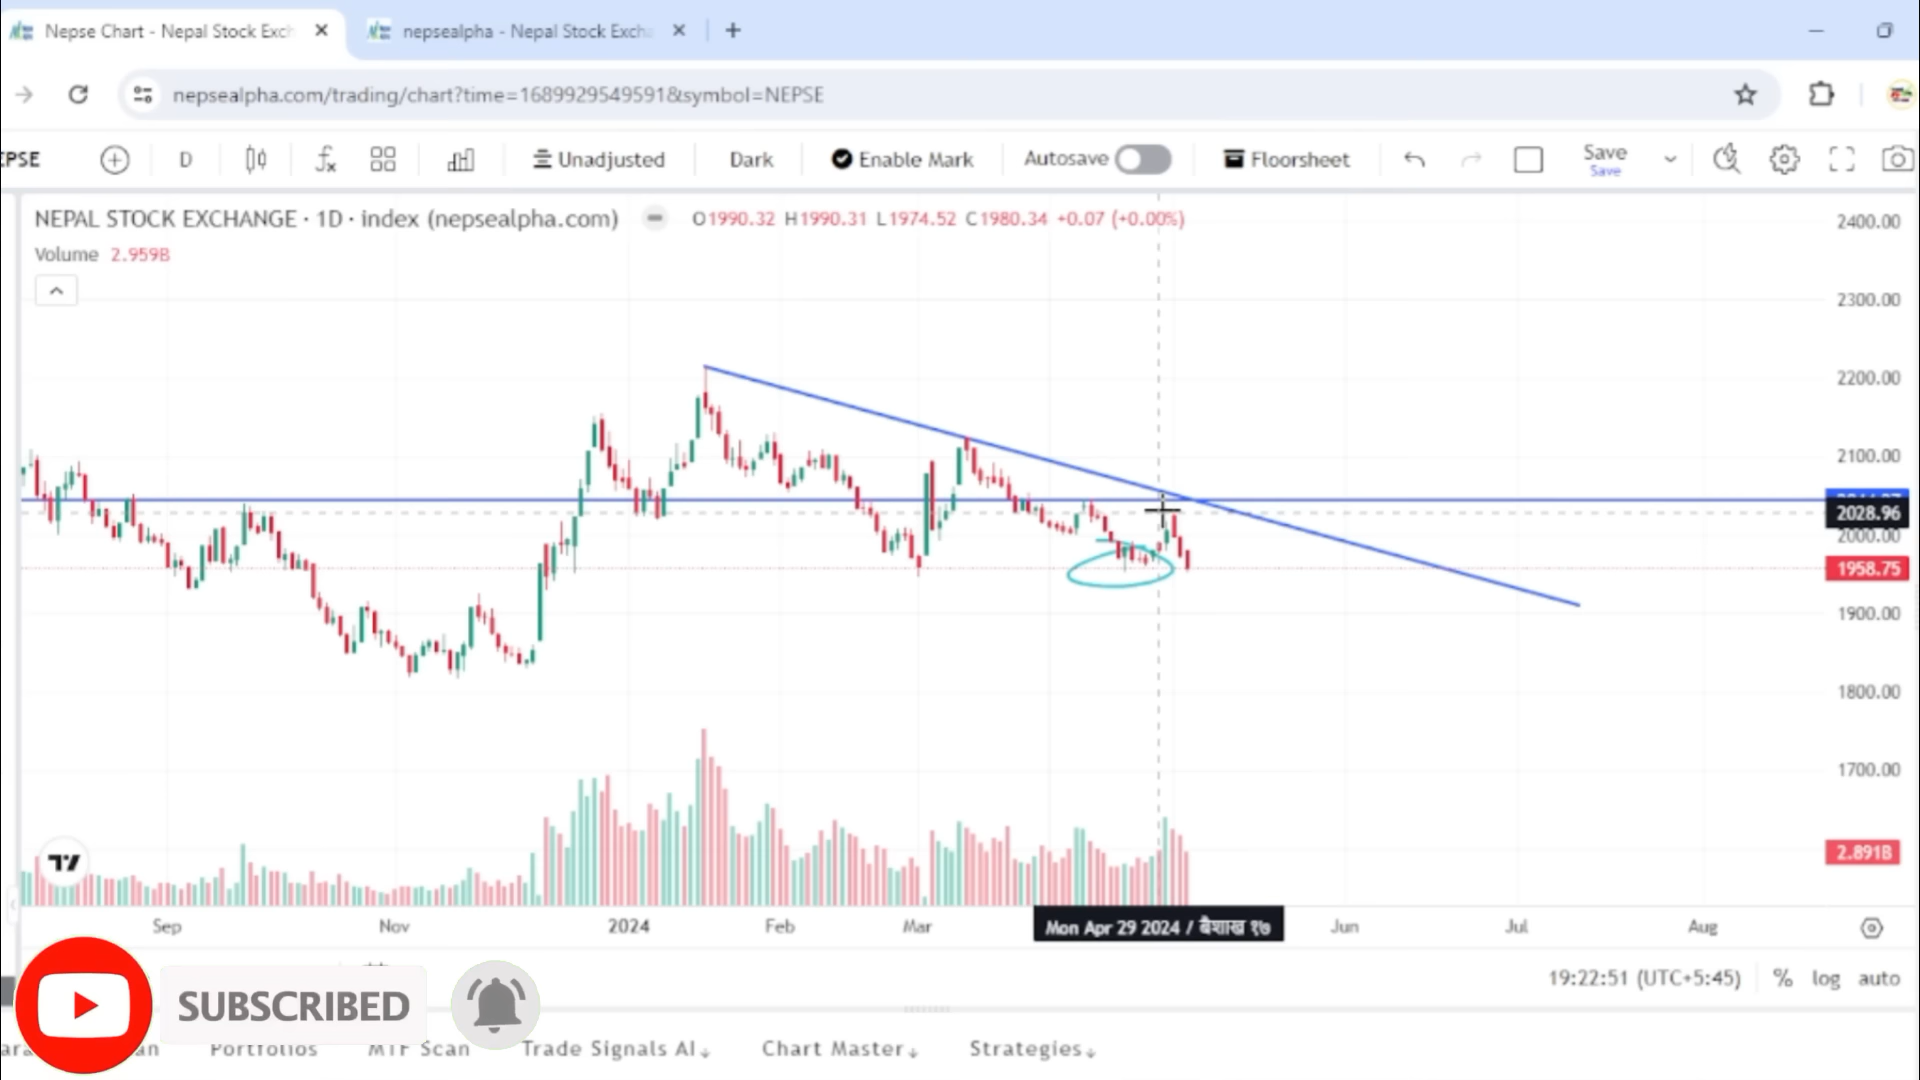 Nepse Chart - Nepal Stock Exch
nepsealpha - Nepal Stock Excha
nepsealpha.com/trading/chart?time=1689929549591&symbol=NEPSE
EPSE D Unadjusted Dark Enable Mark Autosave Floorsheet Save
Save
NEPAL STOCK EXCHANGE · 1D · index (nepsealpha.com) O1990.32 H1990.31 L1974.52 C1980.34 +0.07 (+0.00%)
Volume 2.959B
2400.00
2300.00
2200.00
2100.00
2028.96
2000.00
1958.75
1900.00
1800.00
1700.00
2.891B
Sep Nov 2024 Feb Mar Mon Apr 29 2024 / बैशाख १७ Jun Jul Aug
19:22:51 (UTC+5:45) % log auto
SUBSCRIBED
Portfolios MTF Scan Trade Signals AI Chart Master Strategies